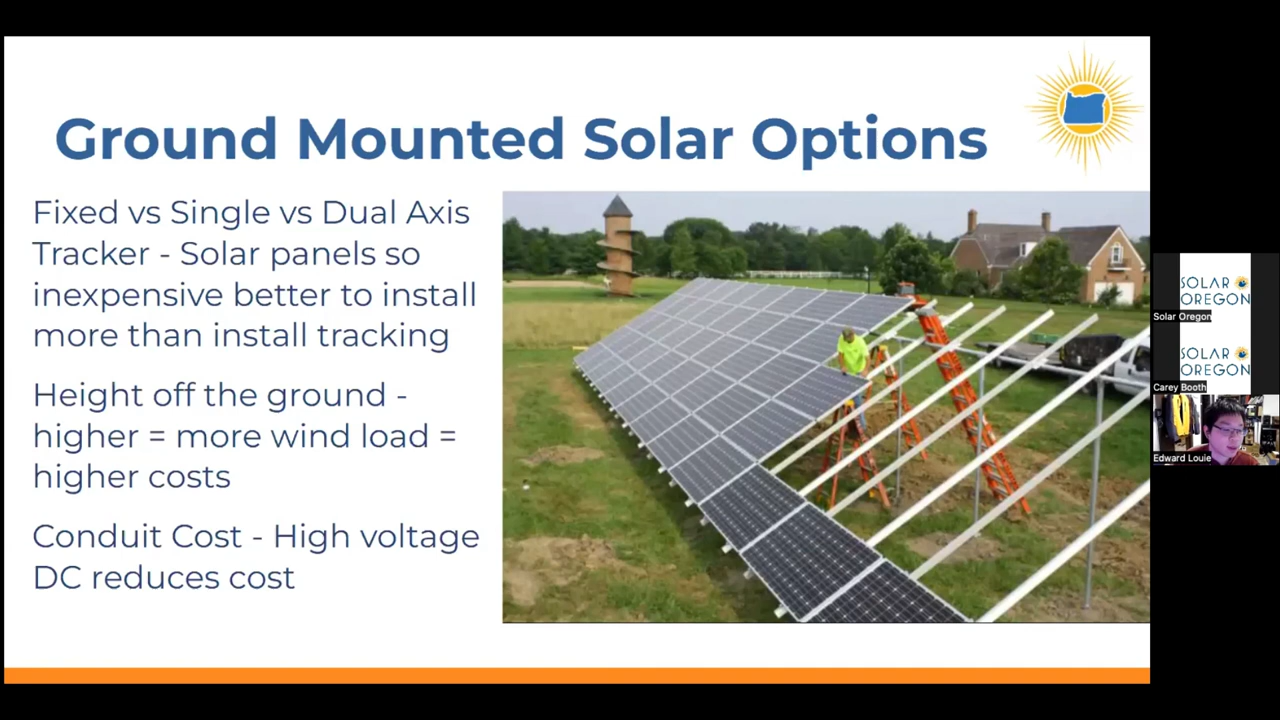 Ground Mounted Solar Options
Fixed vs Single vs Dual Axis
Tracker - Solar panels so
inexpensive better to install
more than install tracking
Height off the ground -
higher = more wind load =
higher costs
Conduit Cost - High voltage
DC reduces cost
SOLAR
OREGON
Solar Oregon
SOLAR
OREGON
Carey Booth
Edward Louie